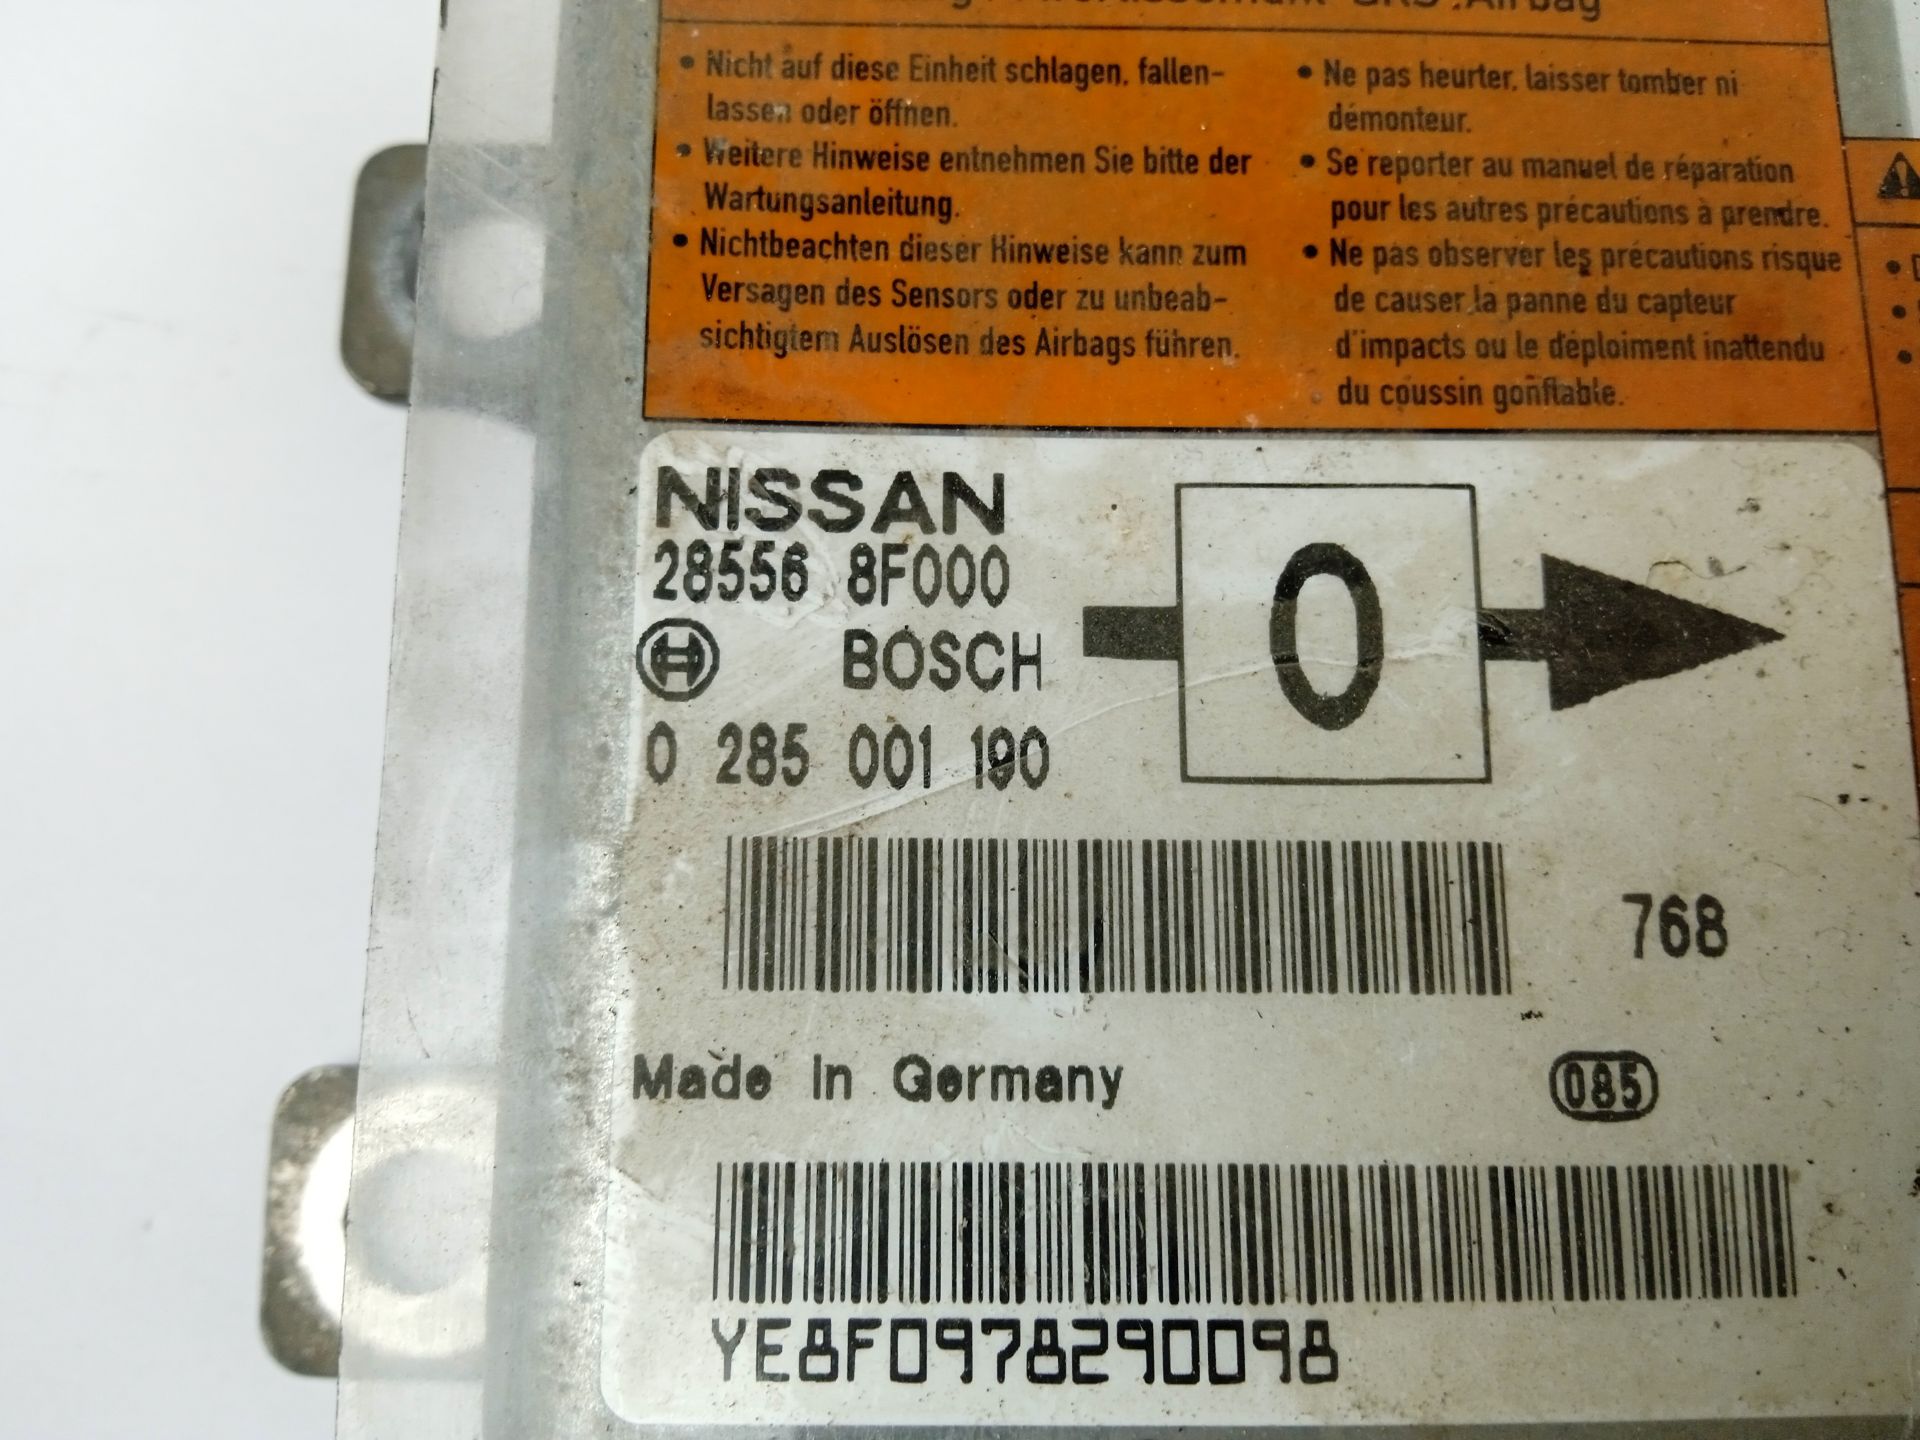 Airbag
• Nicht auf diese Einheit schlagen, fallen-
lassen oder öffnen.
• Weitere Hinweise entnehmen Sie bitte der
Wartungsanleitung.
• Nichtbeachten dieser Hinweise kann zum
Versagen des Sensors oder zu unbeab-
sichtigtem Auslösen des Airbags führen.
• Ne pas heurter, laisser tomber ni
démonteur.
• Se reporter au manuel de réparation
pour les autres précautions à prendre.
• Ne pas observer les précautions risque
de causer la panne du capteur
d'impacts ou le déploiment inattendu
du coussin gonflable.
NISSAN
28556 8F000
BOSCH
0 285 001 190
0
768
Made In Germany
085
YE8F0978290098